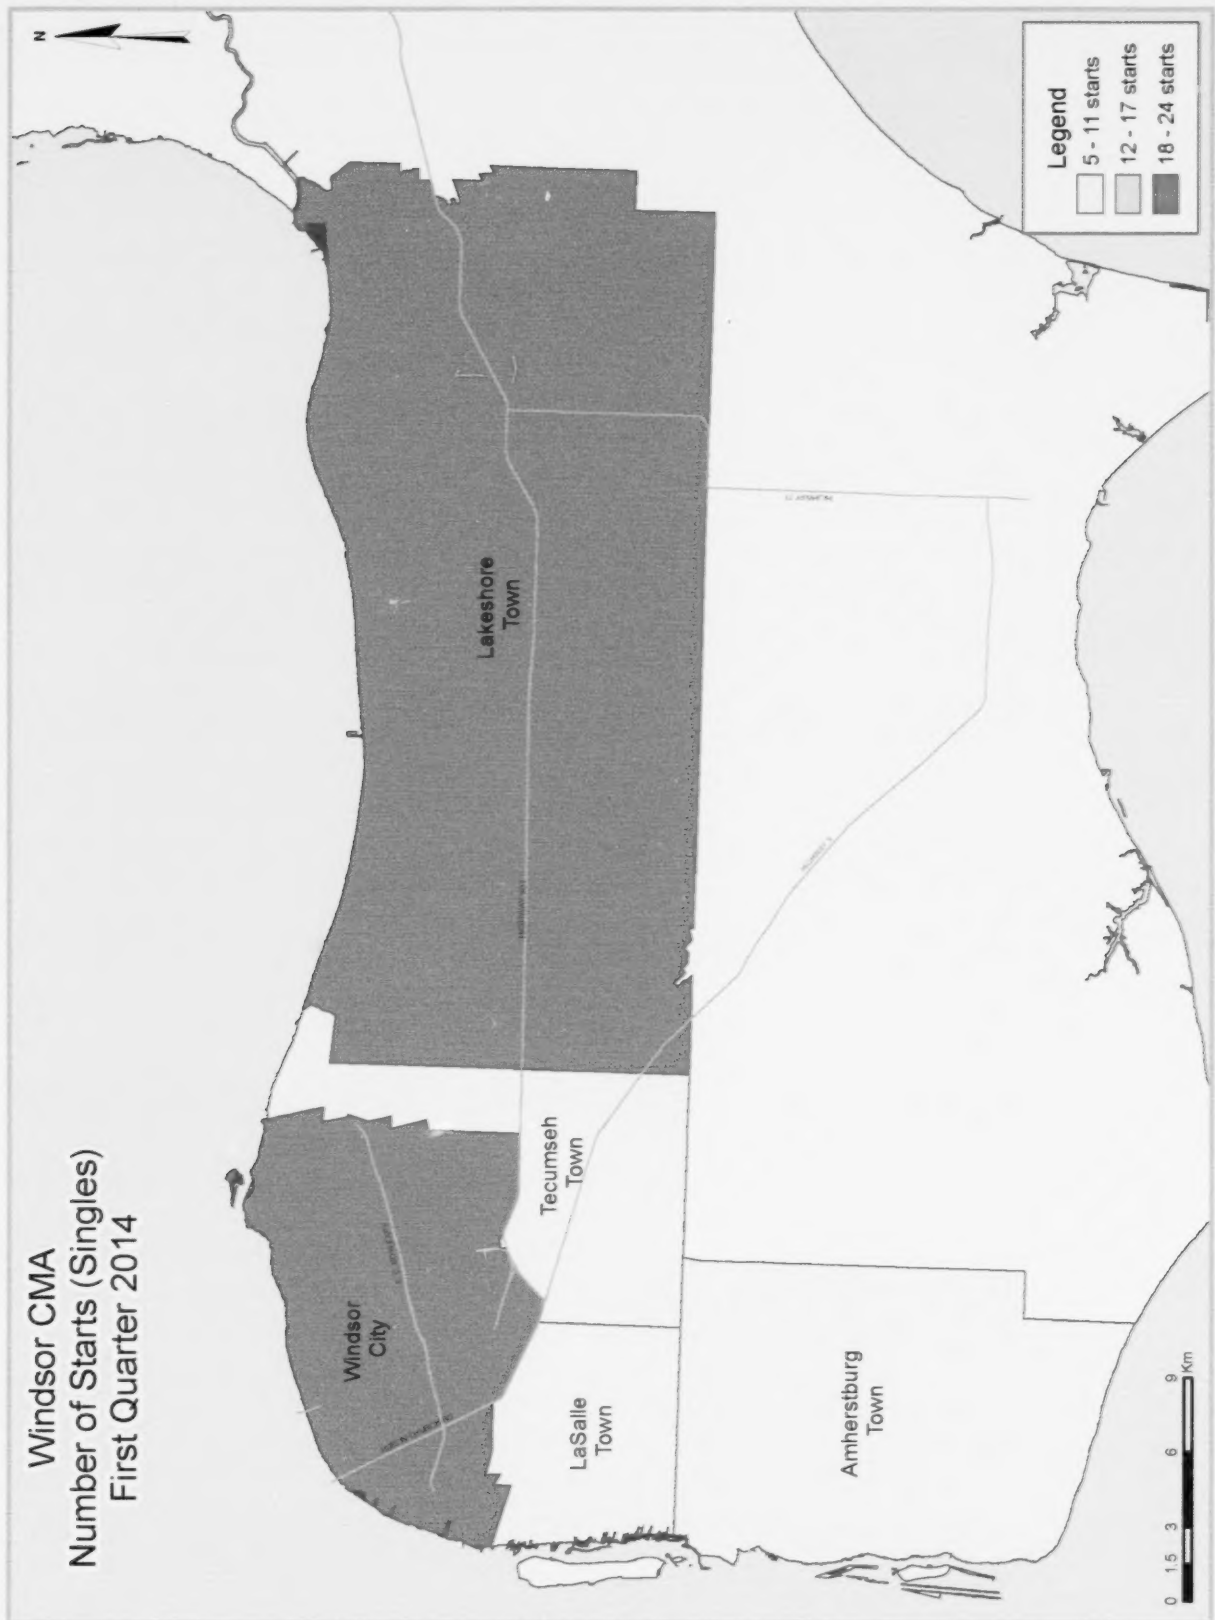 Windsor CMA
Number of Starts (Singles)
First Quarter 2014
N
Windsor
City
Lakeshore
Town
Tecumseh
Town
LaSalle
Town
Amherstburg
Town
Legend
5 - 11 starts
12 - 17 starts
18 - 24 starts
0 1.5 3 6 9
Km